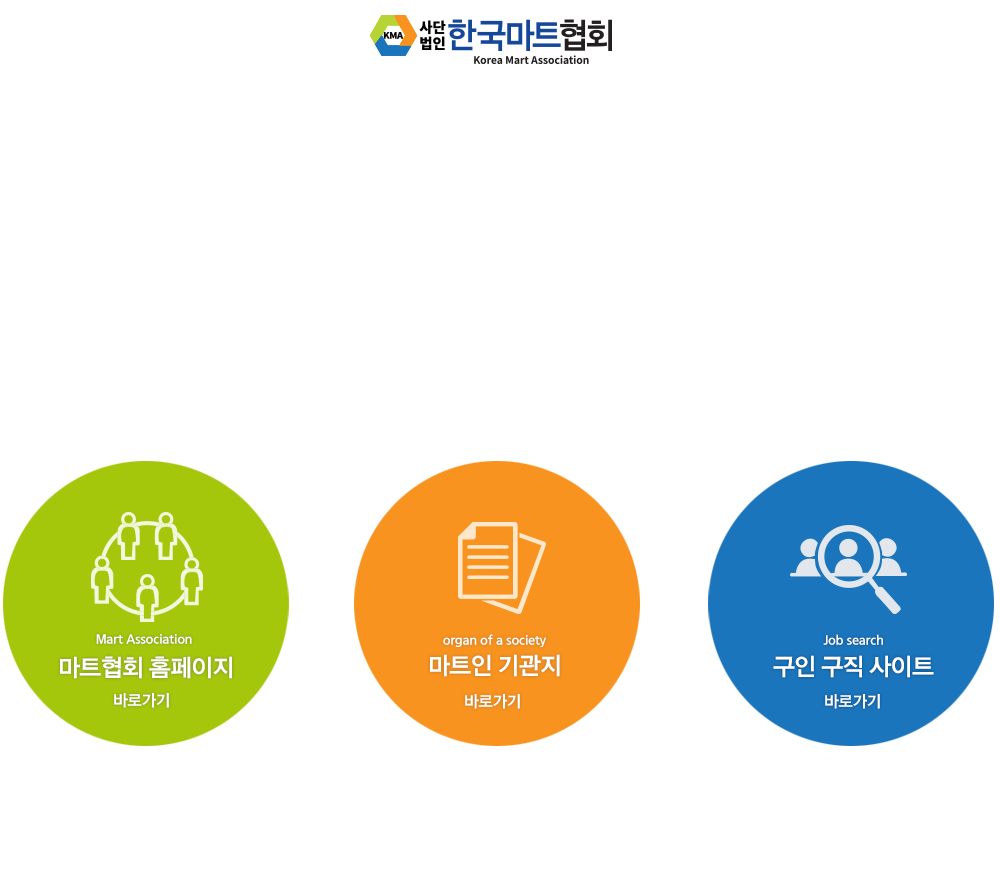 KMA
사단
법인
한국마트협회
Korea Mart Association
Mart Association
마트협회 홈페이지
바로가기
organ of a society
마트인 기관지
바로가기
Job search
구인 구직 사이트
바로가기